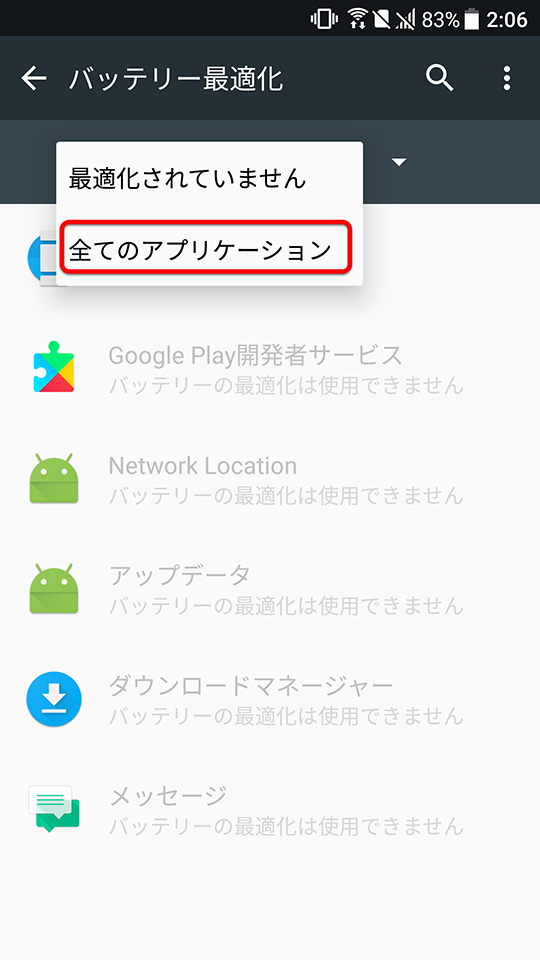 83% 2:06
バッテリー最適化
最適化されていません
全てのアプリケーション
Google Play開発者サービス
バッテリーの最適化は使用できません
Network Location
バッテリーの最適化は使用できません
アップデータ
バッテリーの最適化は使用できません
ダウンロードマネージャー
バッテリーの最適化は使用できません
メッセージ
バッテリーの最適化は使用できません